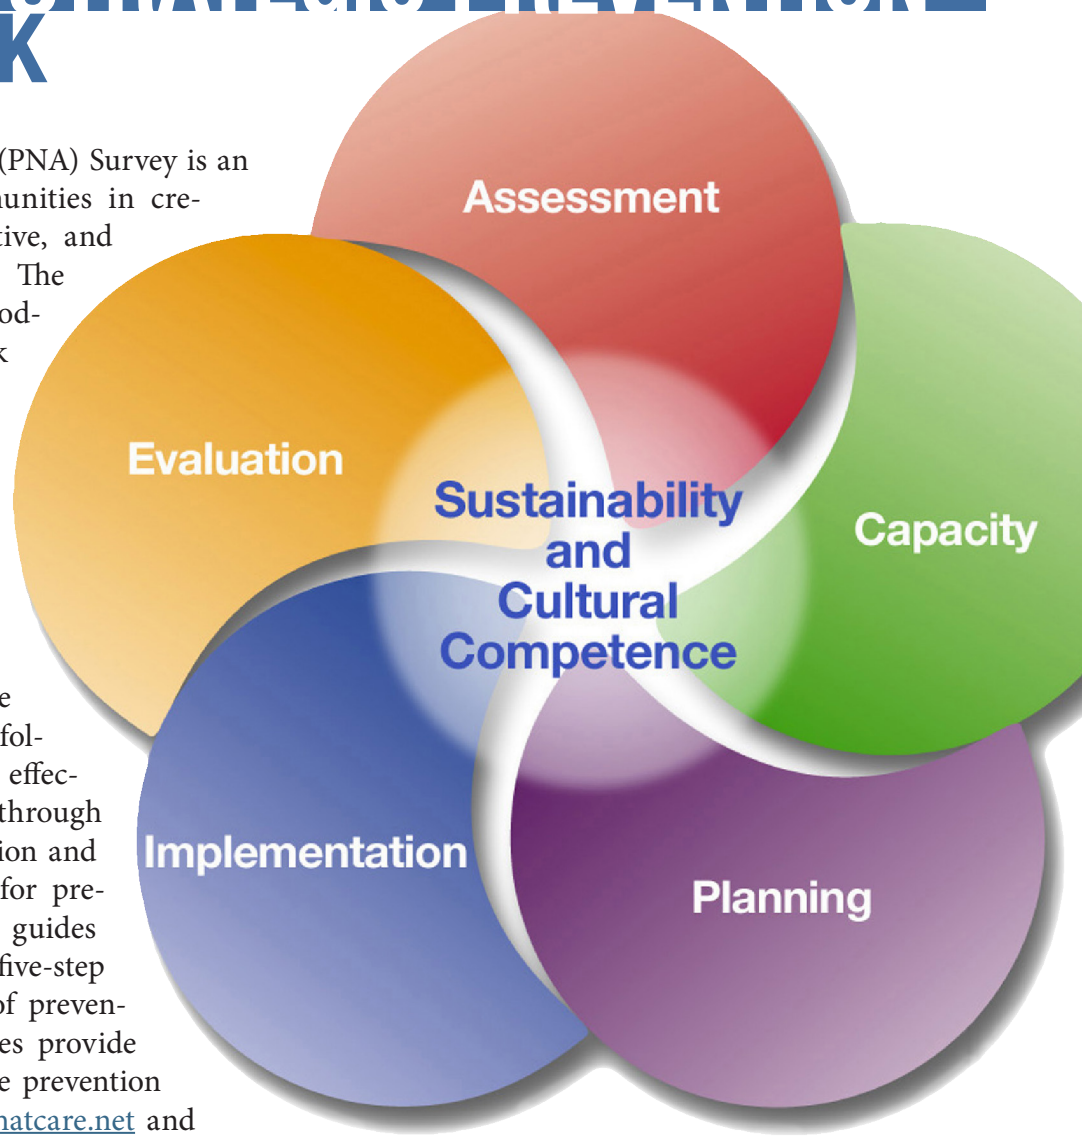 STRATEGIC PREVENTION
K
(PNA) Survey is an
unities in cre-
tive, and
The
od-
k
e
fol-
effec-
through
ion and
for pre-
guides
five-step
of preven-
es provide
e prevention
natcare.net and
Assessment
Evaluation
Capacity
Sustainability
and
Cultural
Competence
Implementation
Planning